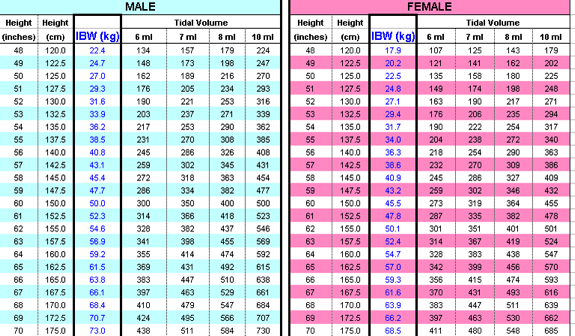 MALE FEMALE
Height Height Tidal Volume Height Height Tidal Volume
(inches) (cm) IBW (kg) 6 ml 7 ml 8 ml 10 ml (inches) (cm) IBW (kg) 6 ml 7 ml 8 ml 10 ml
48 120.0 22.4 134 157 179 224 48 120.0 17.9 107 125 143 179
49 122.5 24.7 148 173 198 247 49 122.5 20.2 121 141 162 202
50 125.0 27.0 162 189 216 270 50 125.0 22.5 135 158 180 225
51 127.5 29.3 176 205 234 293 51 127.5 24.8 149 174 198 248
52 130.0 31.6 190 221 253 316 52 130.0 27.1 163 190 217 271
53 132.5 33.9 203 237 271 339 53 132.5 29.4 176 206 235 294
54 135.0 36.2 217 253 290 362 54 135.0 31.7 190 222 254 317
55 137.5 38.5 231 270 308 385 55 137.5 34.0 204 238 272 340
56 140.0 40.8 245 286 326 408 56 140.0 36.3 218 254 290 363
57 142.5 43.1 259 302 345 431 57 142.5 38.6 232 270 309 386
58 145.0 45.4 272 318 363 454 58 145.0 40.9 245 286 327 409
59 147.5 47.7 286 334 382 477 59 147.5 43.2 259 302 346 432
60 150.0 50.0 300 350 400 500 60 150.0 45.5 273 319 364 455
61 152.5 52.3 314 366 418 523 61 152.5 47.8 287 335 382 478
62 155.0 54.6 328 382 437 546 62 155.0 50.1 301 351 401 501
63 157.5 56.9 341 398 455 569 63 157.5 52.4 314 367 419 524
64 160.0 59.2 355 414 474 592 64 160.0 54.7 328 383 438 547
65 162.5 61.5 369 431 492 615 65 162.5 57.0 342 399 456 570
66 165.0 63.8 383 447 510 638 66 165.0 59.3 356 415 474 593
67 167.5 66.1 397 463 529 661 67 167.5 61.6 370 431 493 616
68 170.0 68.4 410 479 547 684 68 170.0 63.9 383 447 511 639
69 172.5 70.7 424 495 566 707 69 172.5 66.2 397 463 530 662
70 175.0 73.0 438 511 584 730 70 175.0 68.5 411 480 548 685